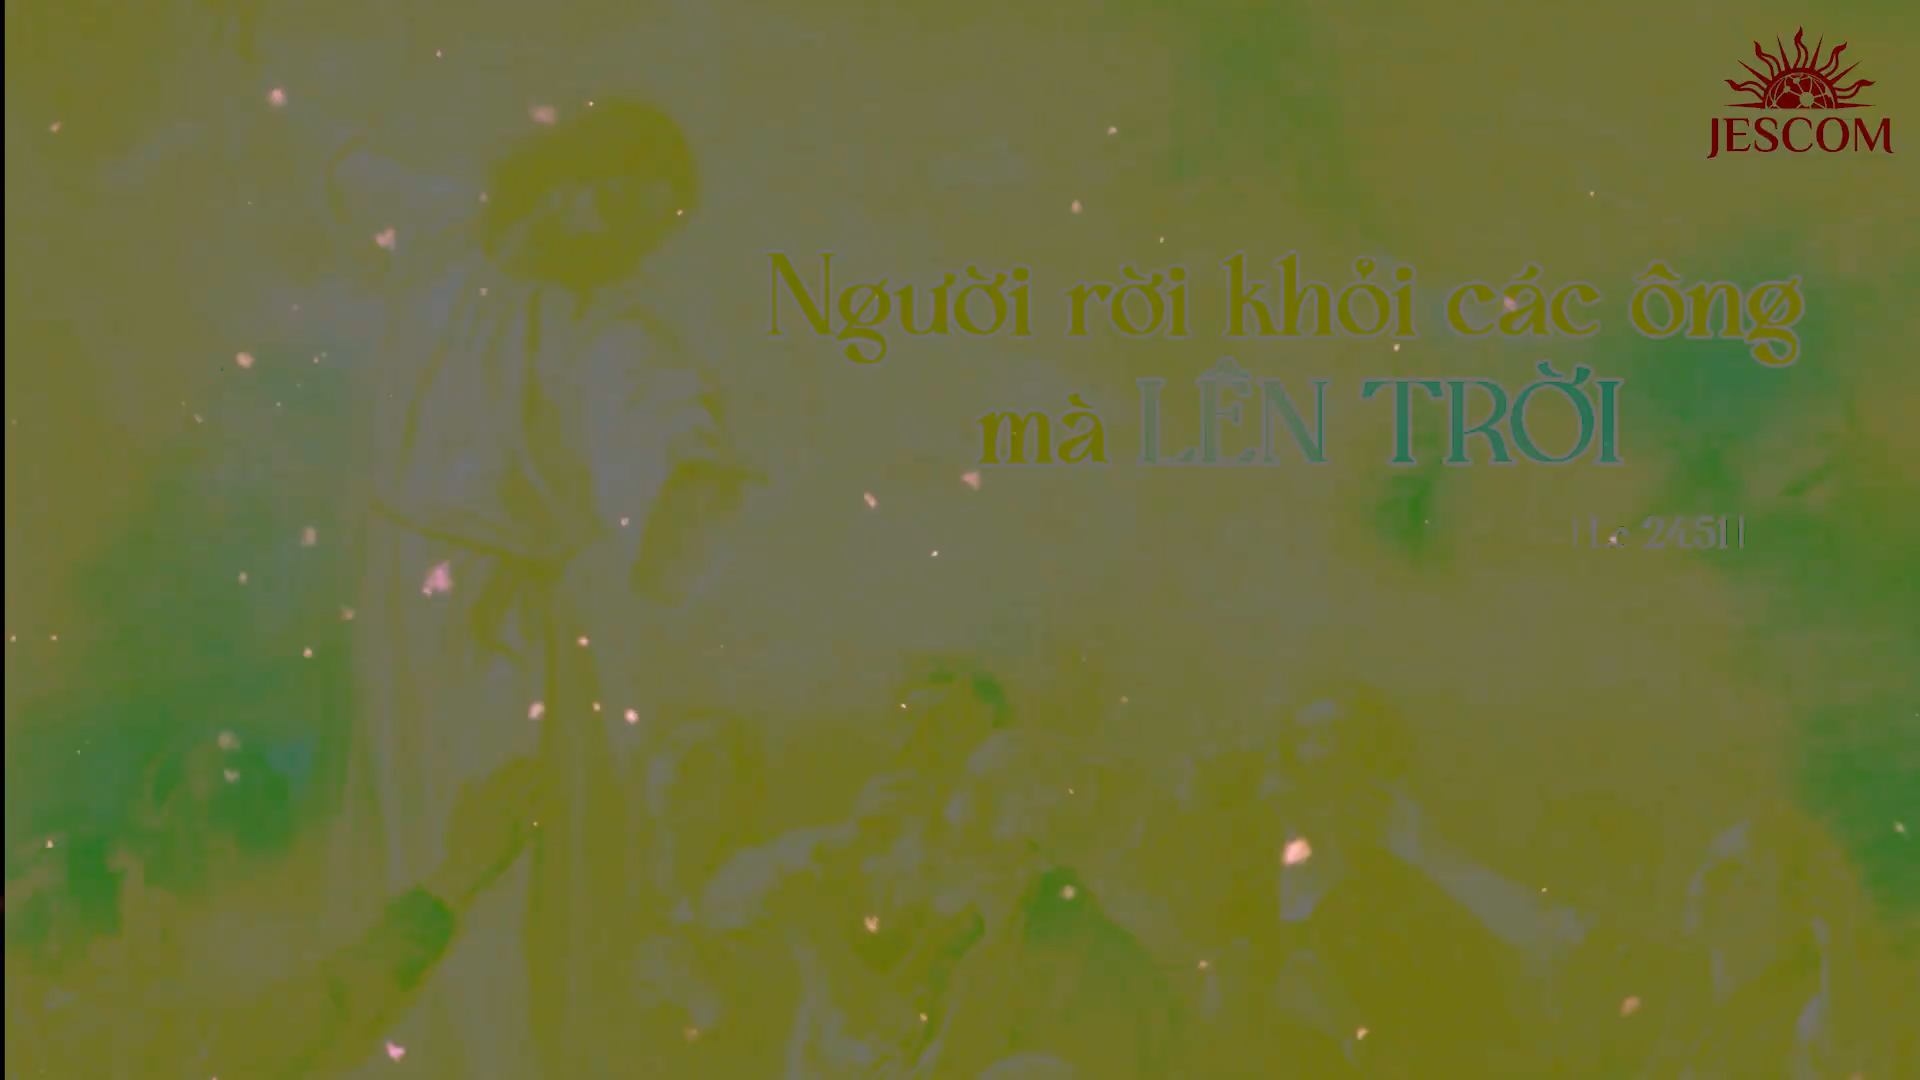 JESCOM
Người rời khỏi các ông
mà LÊN TRỜI
| Lc 24,51 |